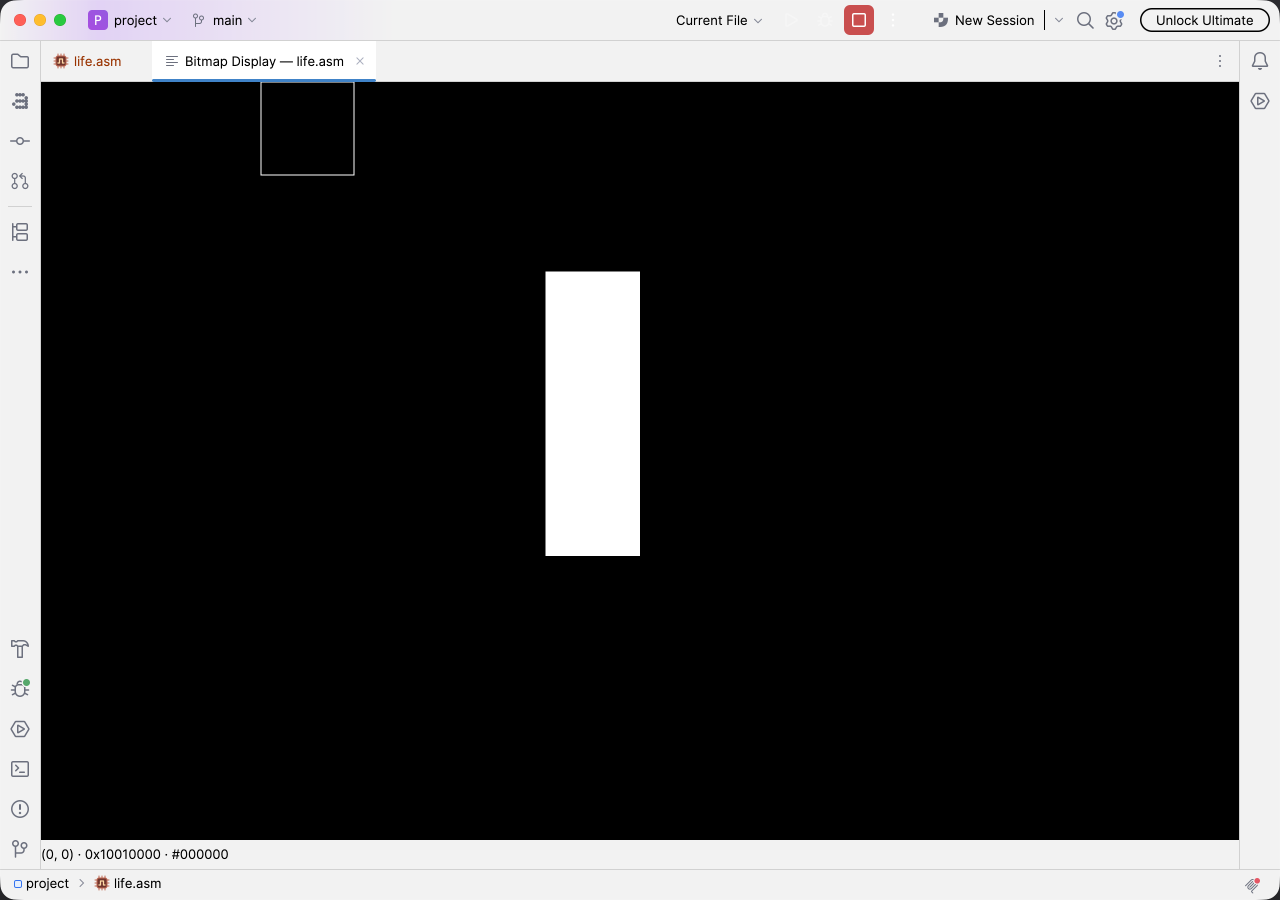 P project main Current File New Session Unlock Ultimate
life.asm Bitmap Display — life.asm
(0, 0) · 0x10010000 · #000000
project life.asm